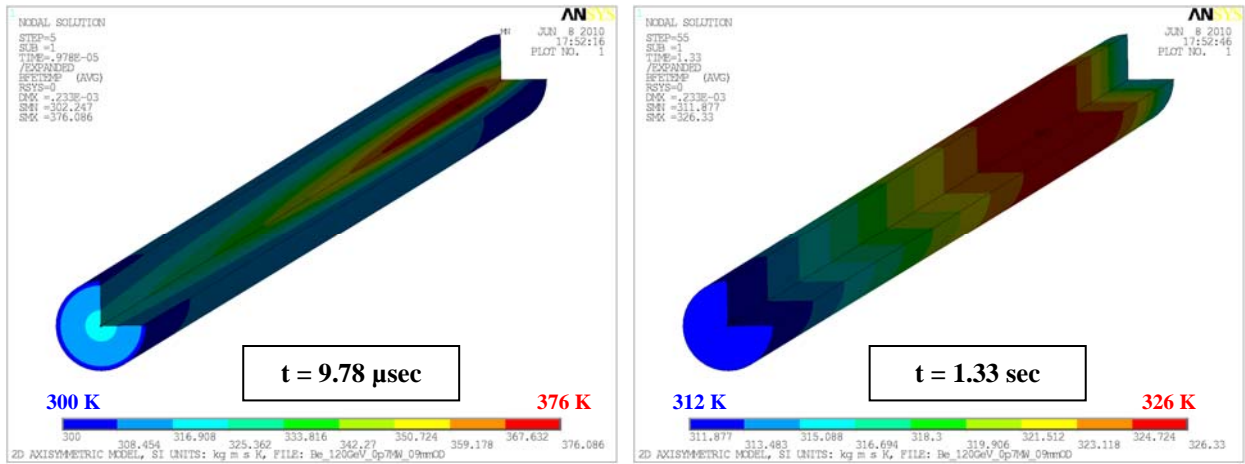 1
ANSYS
NODAL SOLUTION
STEP=5
SUB =1
TIME=.978E-05
/EXPANDED
BFETEMP (AVG)
RSYS=0
DMX =.233E-03
SMN =302.247
SMX =376.086
MN
JUN 8 2010
17:52:16
PLOT NO. 1
t = 9.78 µsec
300 K
376 K
300 316.908 333.816 350.724 367.632
308.454 325.362 342.27 359.178 376.086
2D AXISYMMETRIC MODEL, SI UNITS: kg m s K, FILE: Be_120GeV_0p7MW_09mmOD
1
ANSYS
NODAL SOLUTION
STEP=55
SUB =1
TIME=1.33
/EXPANDED
BFETEMP (AVG)
RSYS=0
DMX =.233E-03
SMN =311.877
SMX =326.33
JUN 8 2010
17:52:46
PLOT NO. 1
t = 1.33 sec
312 K
326 K
311.877 315.088 318.3 321.512 324.724
313.483 316.694 319.906 323.118 326.33
2D AXISYMMETRIC MODEL, SI UNITS: kg m s K, FILE: Be_120GeV_0p7MW_09mmOD